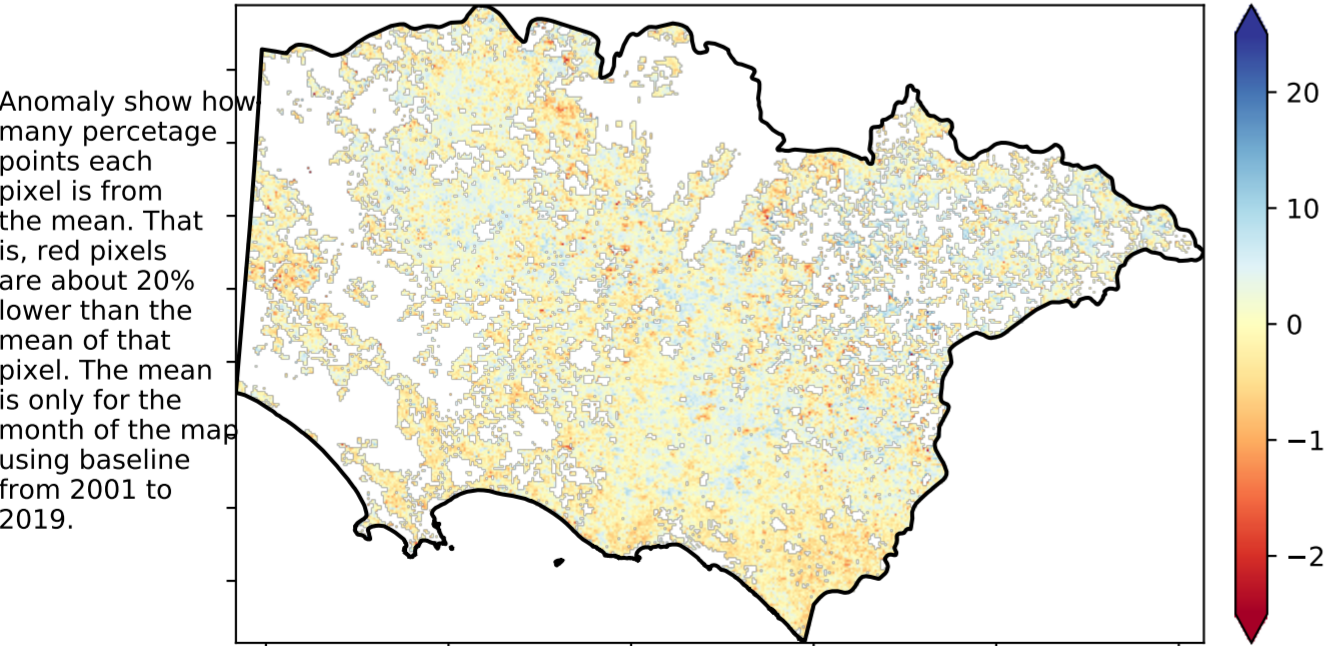 Anomaly show how
many percetage
points each
pixel is from
the mean. That
is, red pixels
are about 20%
lower than the
mean of that
pixel. The mean
is only for the
month of the map
using baseline
from 2001 to
2019.
20
10
0
−1
−2